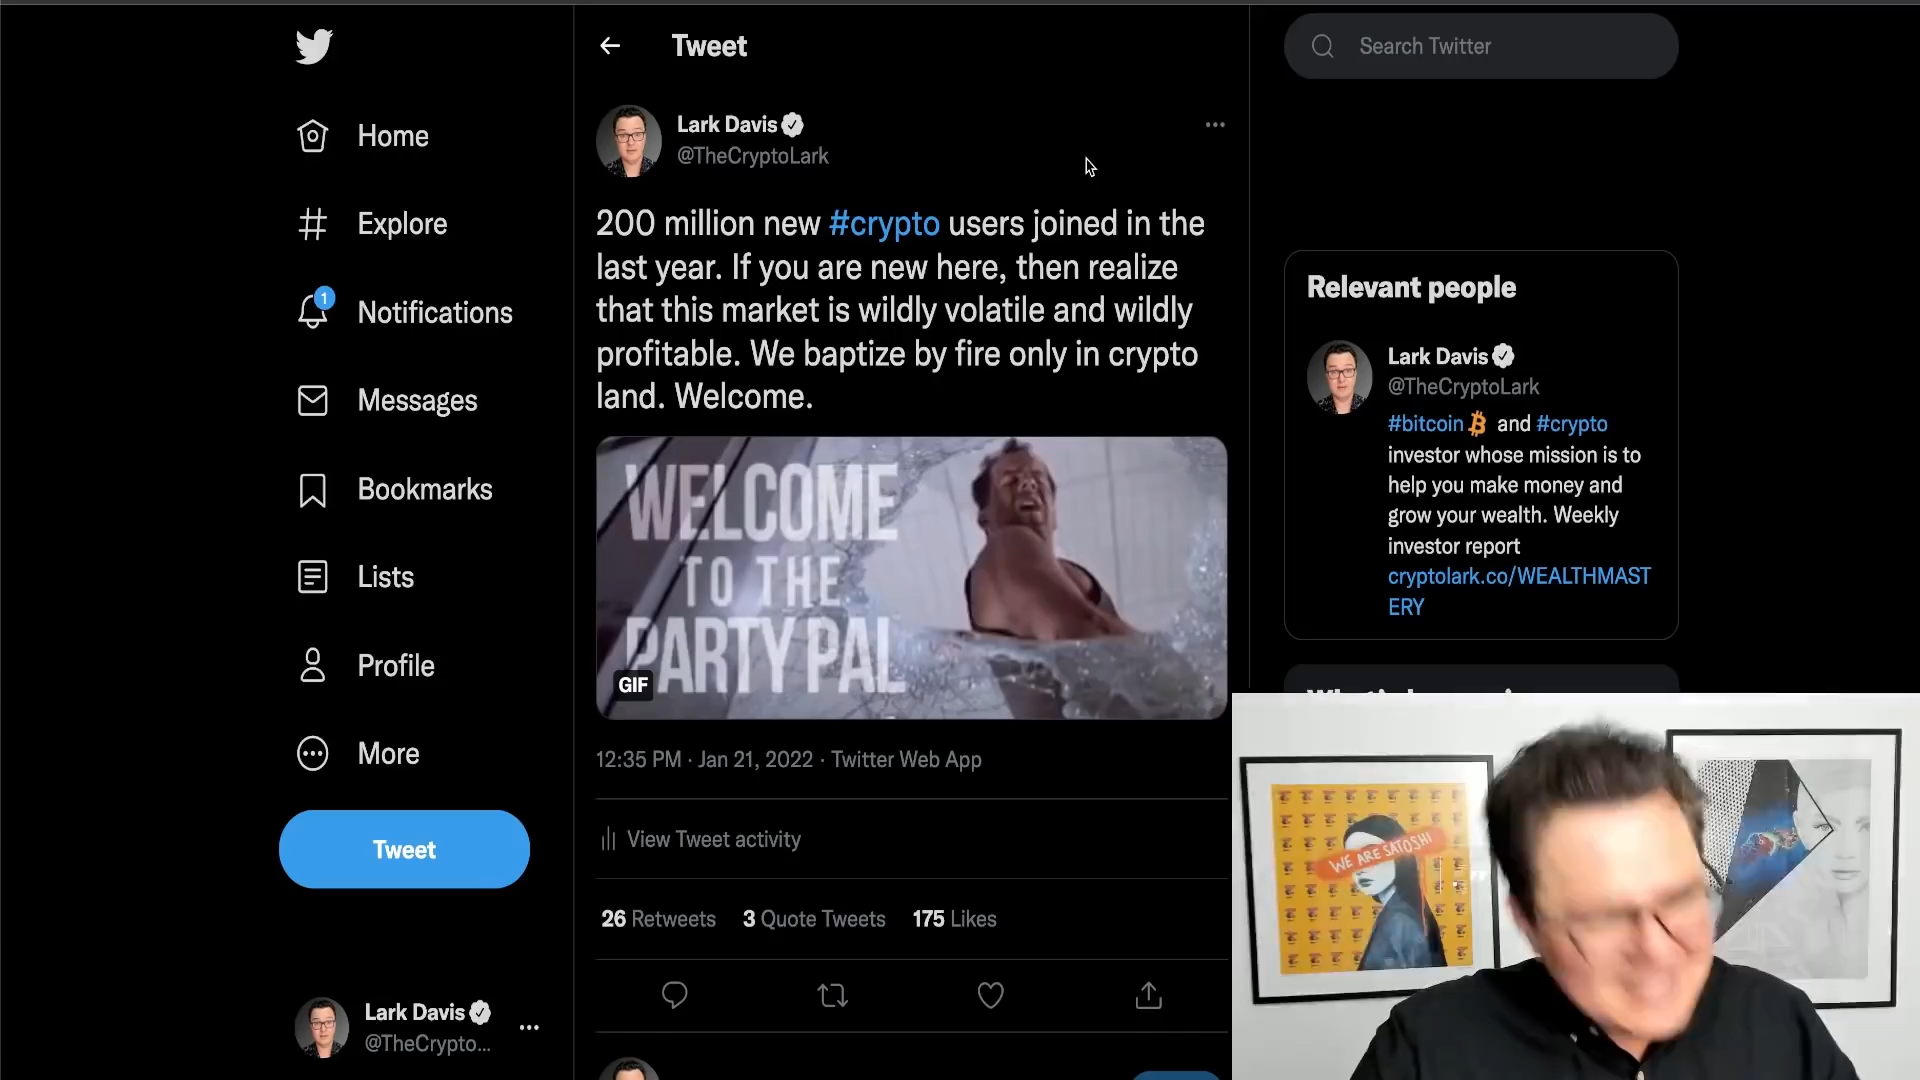 Home
Explore
1
Notifications
Messages
Bookmarks
Lists
Profile
More
Tweet
Lark Davis
@TheCrypto...
Tweet
Lark Davis
@TheCryptoLark
200 million new #crypto users joined in the
last year. If you are new here, then realize
that this market is wildly volatile and wildly
profitable. We baptize by fire only in crypto
land. Welcome.
WELCOME
TO THE
PARTY PAL
GIF
12:35 PM · Jan 21, 2022 · Twitter Web App
View Tweet activity
26 Retweets 3 Quote Tweets 175 Likes
Search Twitter
Relevant people
Lark Davis
@TheCryptoLark
#bitcoin and #crypto
investor whose mission is to
help you make money and
grow your wealth. Weekly
investor report
cryptolark.co/WEALTHMAST
ERY
WE ARE SATOSHI